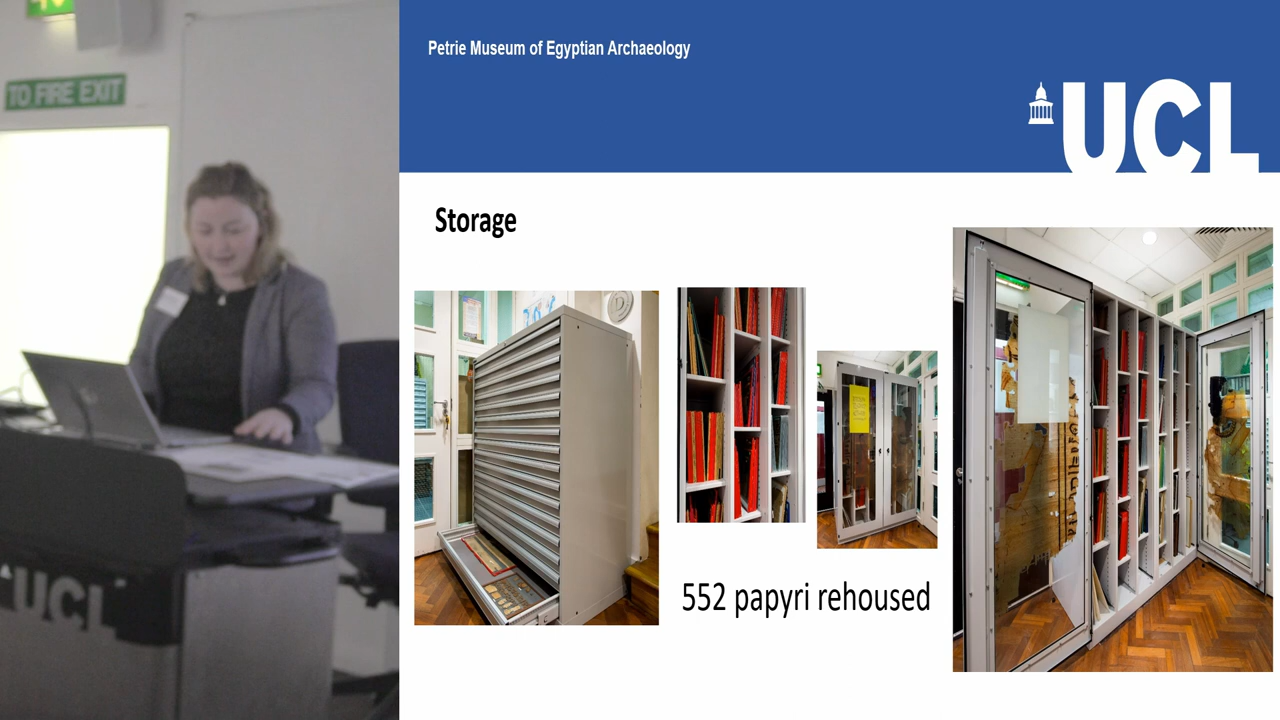 TO FIRE EXIT
UCL
Petrie Museum of Egyptian Archaeology
UCL
Storage
552 papyri rehoused